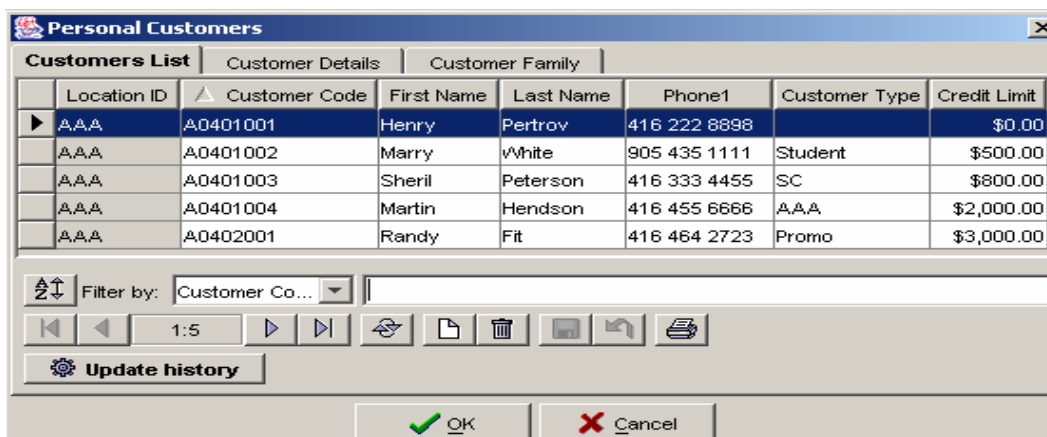 Personal Customers
Customers List Customer Details Customer Family
Location ID Customer Code First Name Last Name Phone1 Customer Type Credit Limit
AAA A0401001 Henry Pertrov 416 222 8898 $0.00
AAA A0401002 Marry White 905 435 1111 Student $500.00
AAA A0401003 Sheril Peterson 416 333 4455 SC $800.00
AAA A0401004 Martin Hendson 416 455 6666 AAA $2,000.00
AAA A0402001 Randy Fit 416 464 2723 Promo $3,000.00
AZ Filter by: Customer Co...
1:5
Update history
OK Cancel